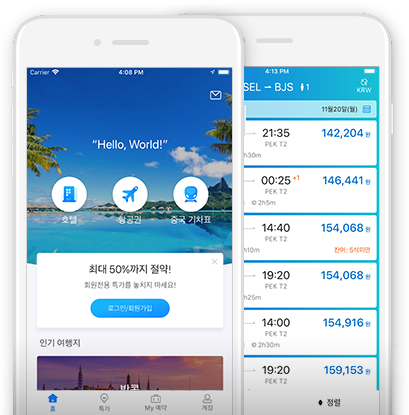 Carrier 4:08 PM
“Hello, World!”
호텔 항공권 중국 기차표
최대 50%까지 절약!
회원전용 특가를 놓치지 마세요!
로그인/회원가입
인기 여행지
방콕
홈 특가 My 예약 계정
4:13 PM
SEL BJS 1 KRW
11월20일(월)
21:35 142,204 원
PEK T2
h30m
00:25 +1 146,441 원
PEK T2
2h5m
14:40 154,068 원
PEK T2
h10m 잔여: 5석미만
19:20 154,068 원
PEK T2
h25m
14:00 154,916 원
PEK T2
2h5m
19:20 159,153 원
정렬